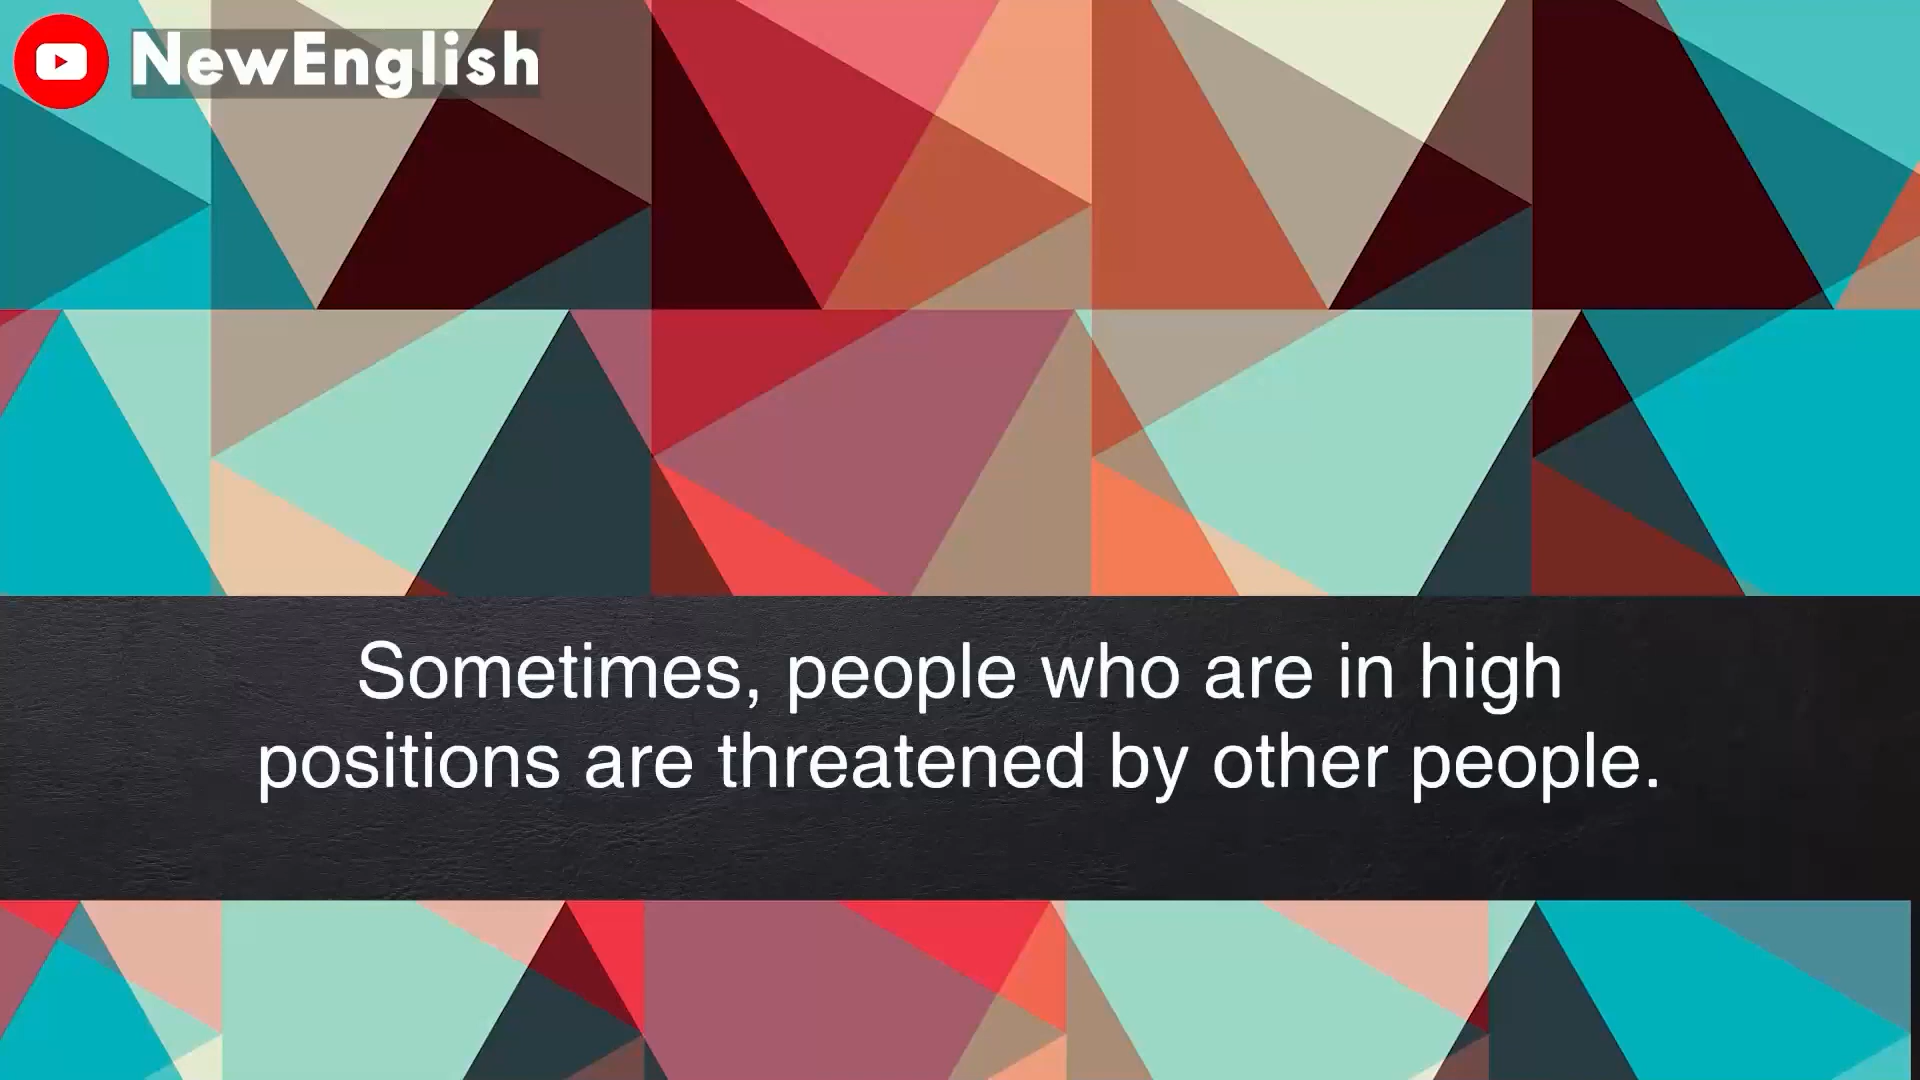 NewEnglish
Sometimes, people who are in high
positions are threatened by other people.